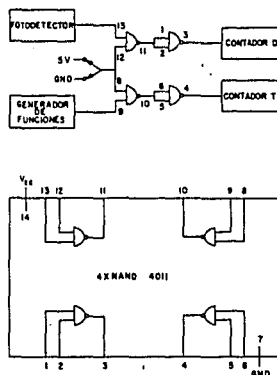 FOTODETECTOR
13
12
11
1
2
3
CONTADOR D
5V
GND
8
9
10
6
5
4
CONTADOR T
GENERADOR
DE
FUNCIONES
13 12 11 10 9 8
14
4XNAND 4011
7
1 2 3 4 5 6
GND